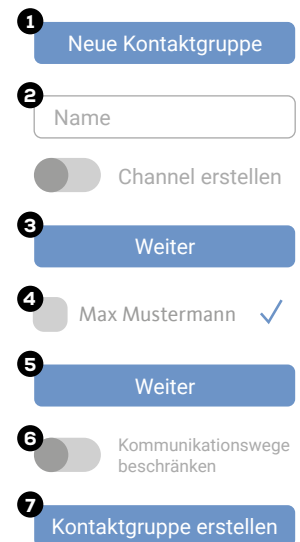 1
Neue Kontaktgruppe
2
Name
Channel erstellen
3
Weiter
4
Max Mustermann
5
Weiter
6
Kommunikationswege
beschränken
7
Kontaktgruppe erstellen